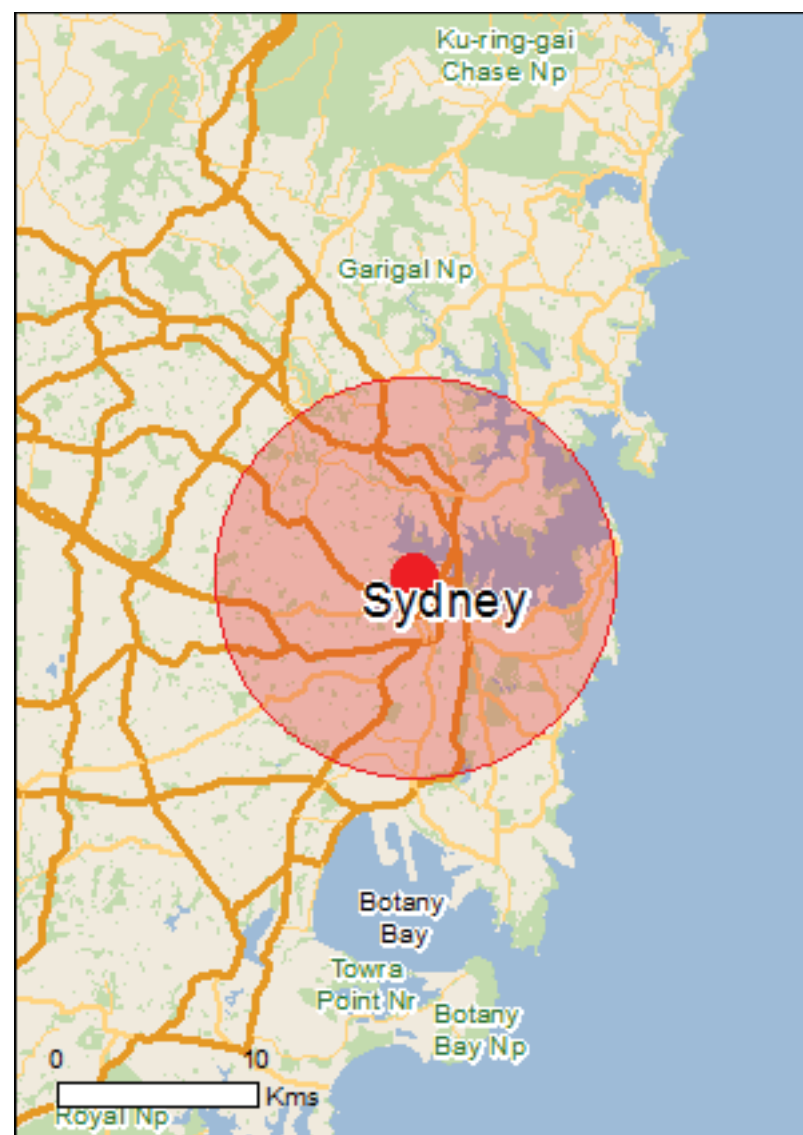 Ku-ring-gai
Chase Np
Garigal Np
Sydney
Botany
Bay
Towra
Point Nr
Botany
Bay Np
0 10
Kms
Royal Np